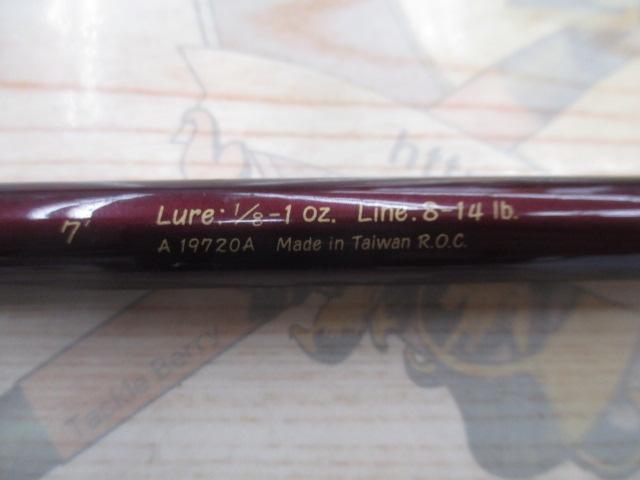 7'
Lure: 1/8-1 oz. Line: 8-14 lb.
A 19720A Made in Taiwan R.O.C.
Tackle Berry